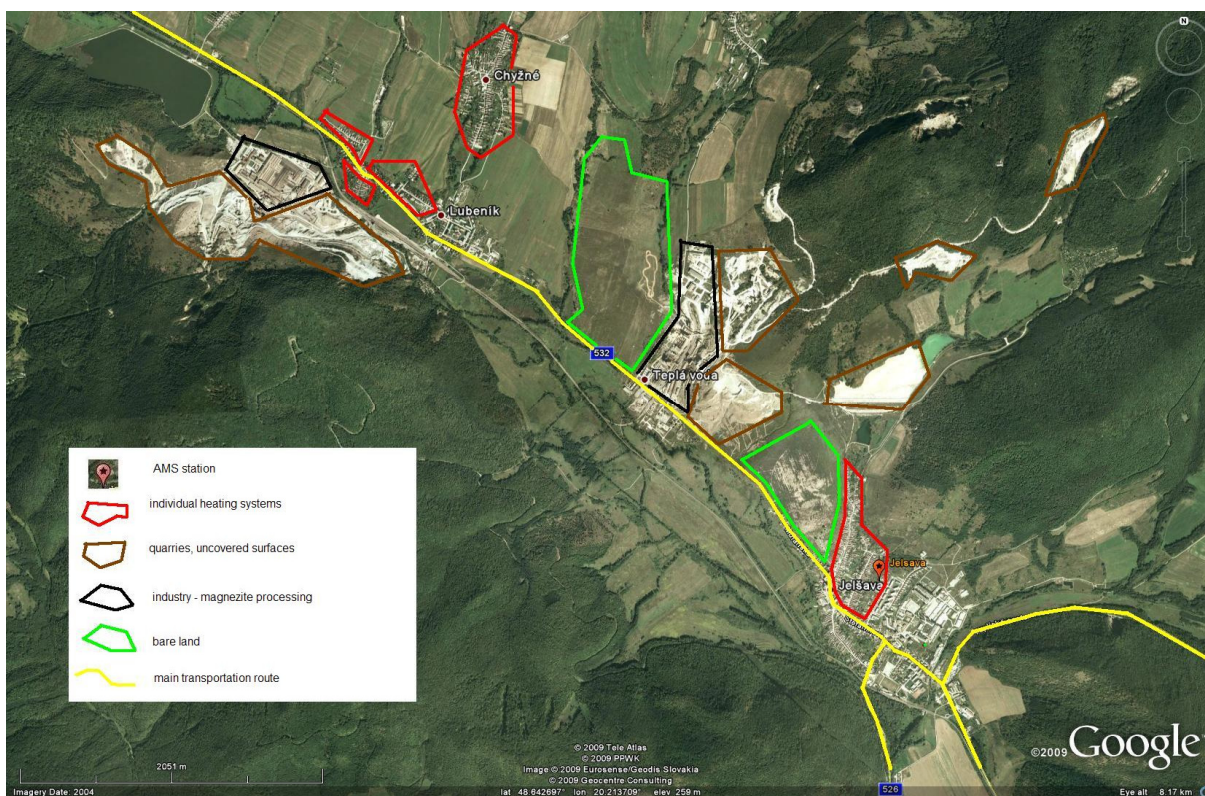 N
Chyžné
Lubeník
532
Teplá voda
Jelsava
Jelšava
AMS station
individual heating systems
quarries, uncovered surfaces
industry - magnezite processing
bare land
main transportation route
© 2009 Tele Atlas
© 2009 PPWK
Image © 2009 Eurosense/Geodis Slovakia
© 2009 Geocentre Consulting
©2009 Google
2051 m
Imagery Date: 2004
lat 48.642697° lon 20.213709° elev 259 m
526
Eye alt 8.17 km